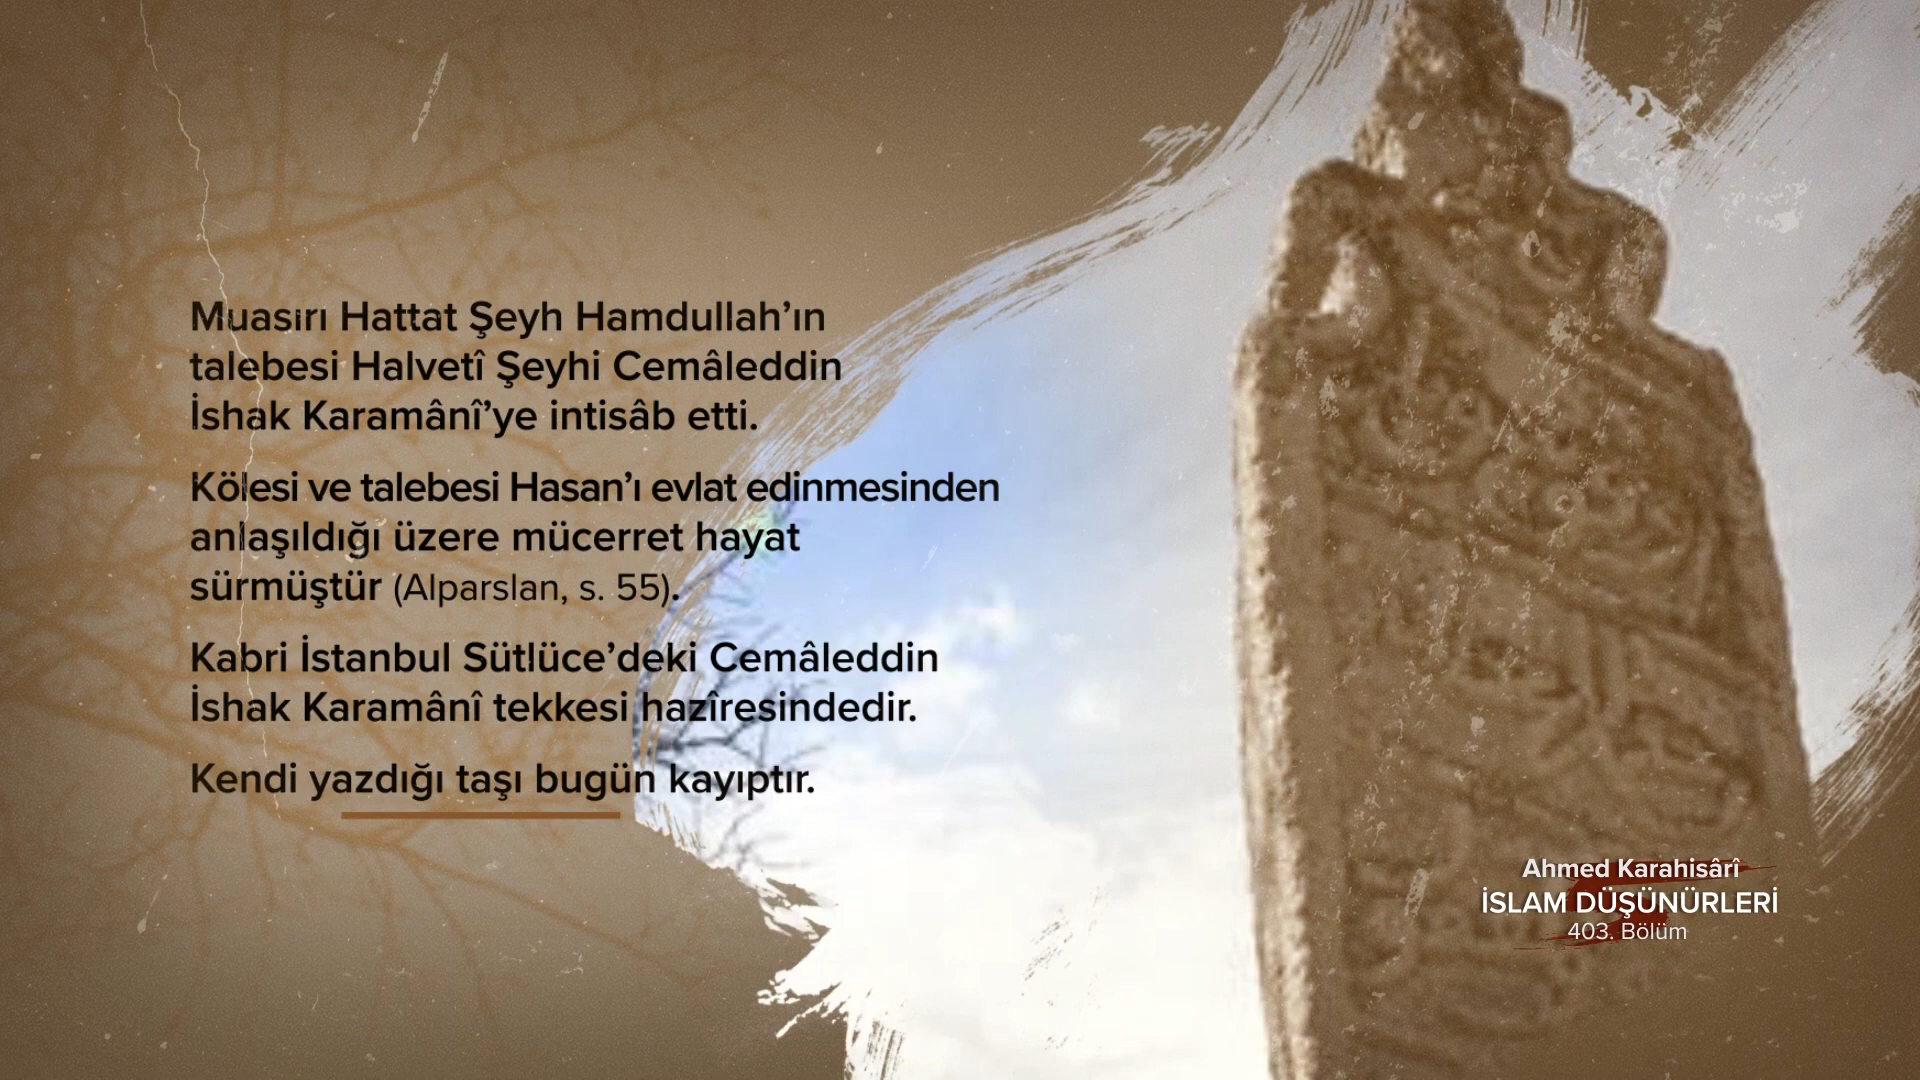 Muasırı Hattat Şeyh Hamdullah’ın
talebesi Halvetî Şeyhi Cemâleddin
İshak Karamânî’ye intisâb etti.
Kölesi ve talebesi Hasan’ı evlat edinmesinden
anlaşıldığı üzere mücerret hayat
sürmüştür (Alparslan, s. 55).
Kabri İstanbul Sütlüce’deki Cemâleddin
İshak Karamânî tekkesi hazîresindedir.
Kendi yazdığı taşı bugün kayıptır.
Ahmed Karahisârî
İSLAM DÜŞÜNÜRLERİ
403. Bölüm